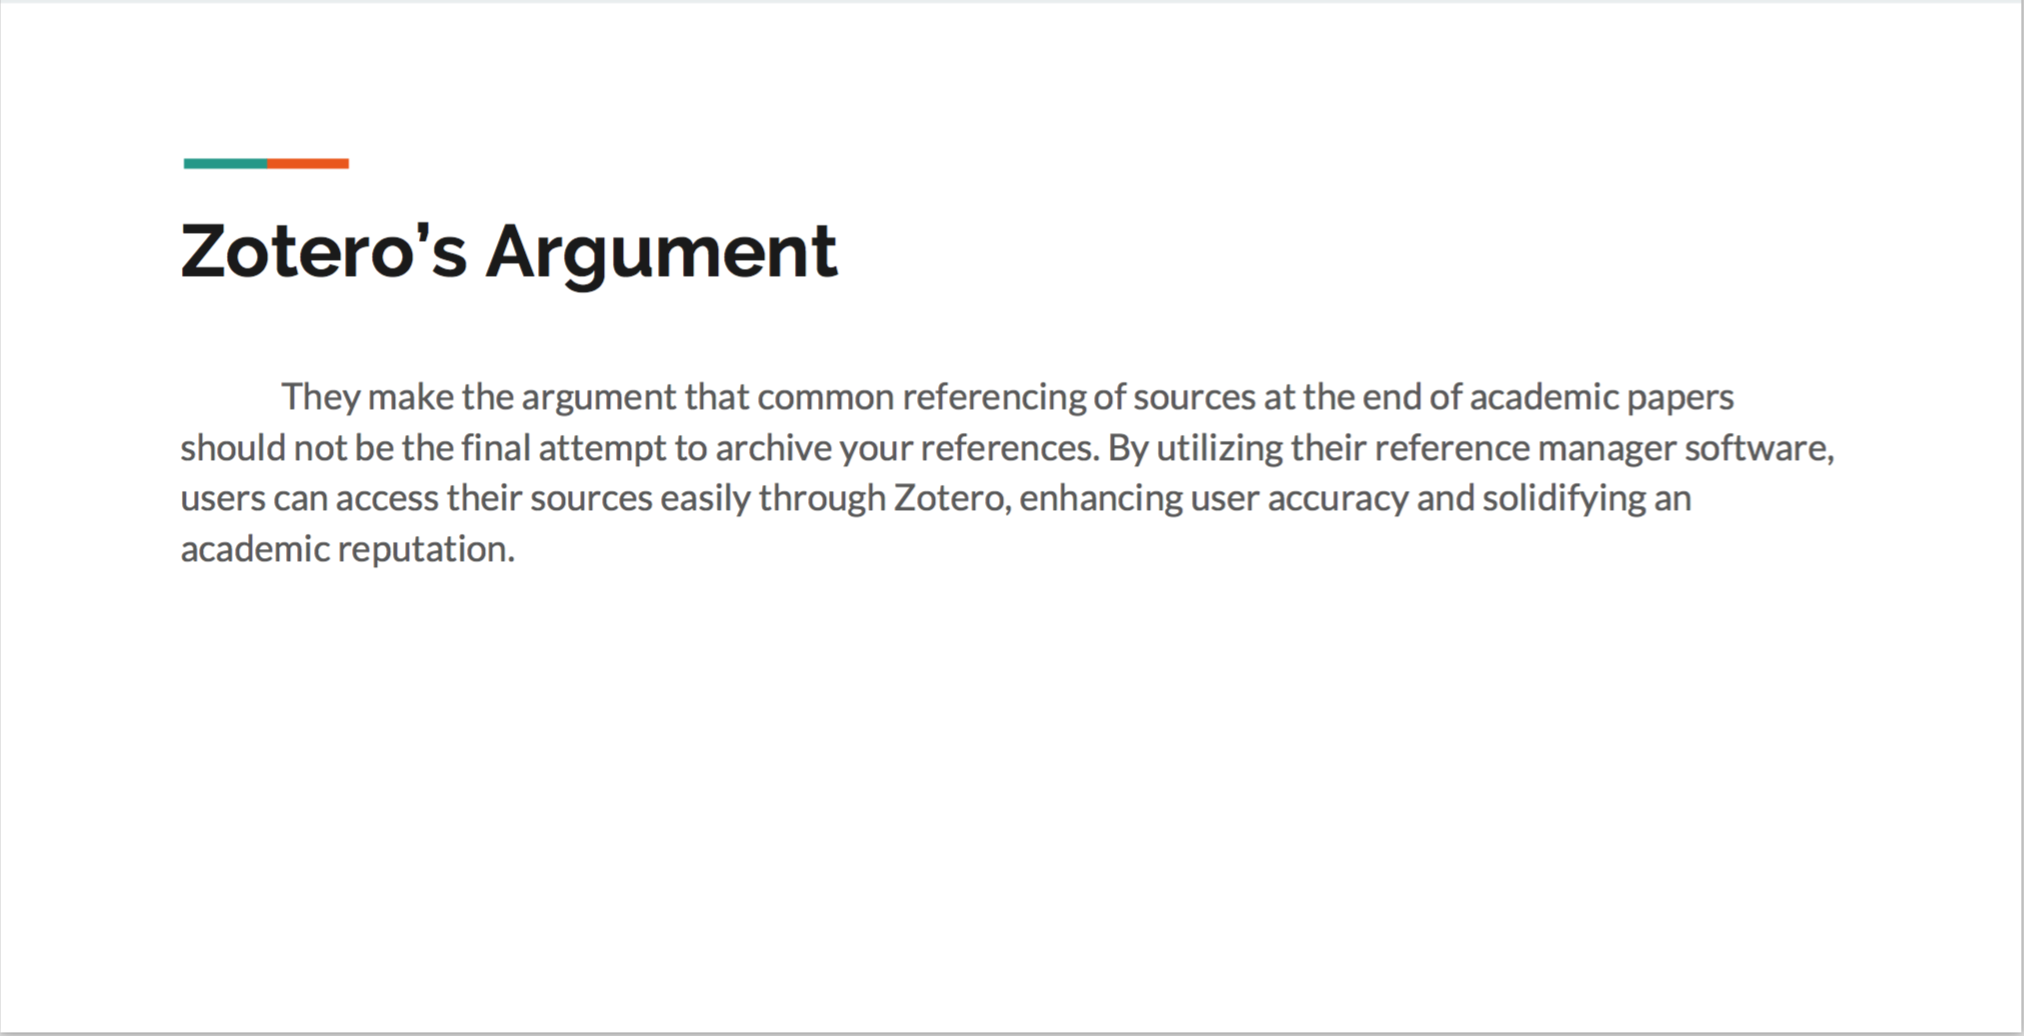 Zotero’s Argument
They make the argument that common referencing of sources at the end of academic papers
should not be the final attempt to archive your references. By utilizing their reference manager software,
users can access their sources easily through Zotero, enhancing user accuracy and solidifying an
academic reputation.